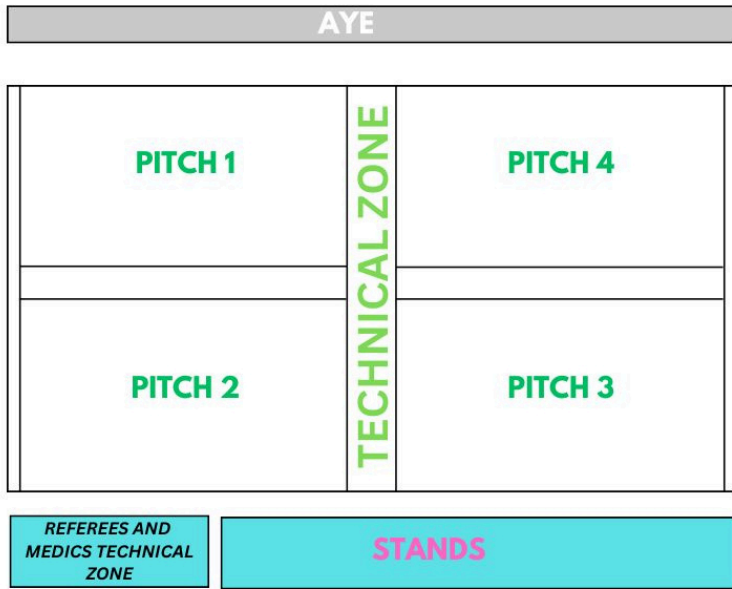 AYE
PITCH 1
PITCH 4
TECHNICAL ZONE
PITCH 2
PITCH 3
REFEREES AND
MEDICS TECHNICAL
ZONE
STANDS